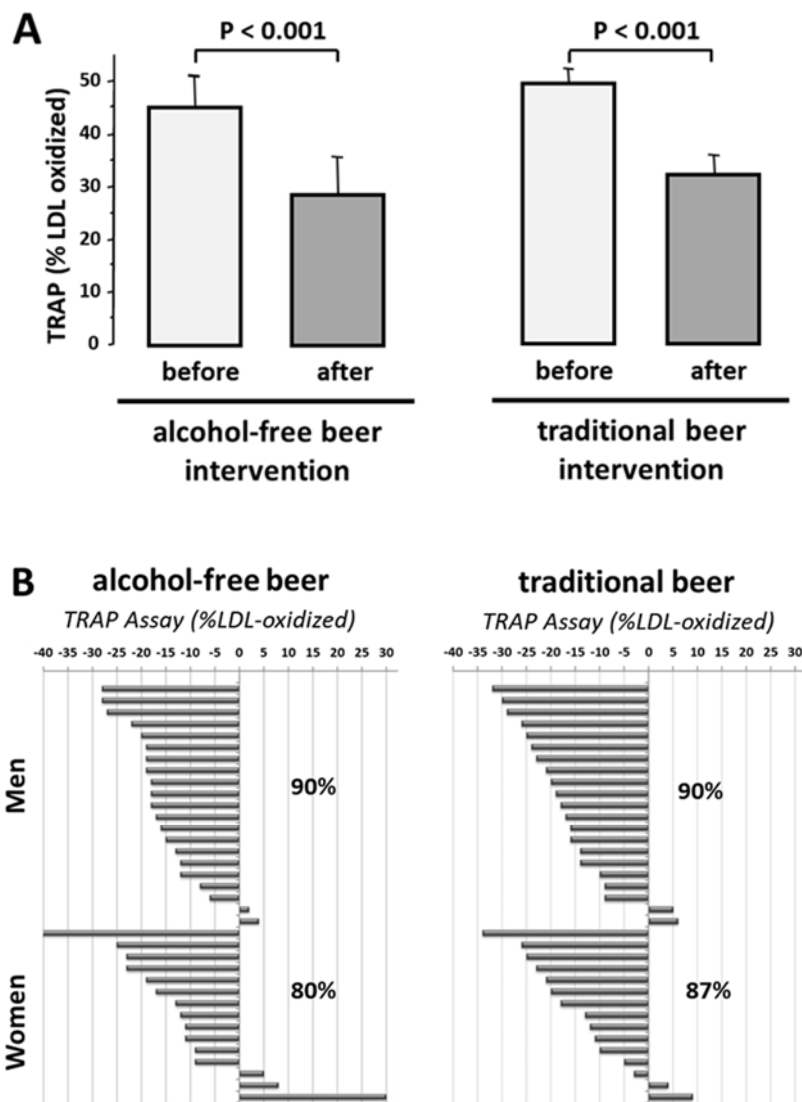 A
P < 0.001
P < 0.001
TRAP (% LDL oxidized)
50
40
30
20
10
0
before after before after
alcohol-free beer
intervention
traditional beer
intervention
B
alcohol-free beer
TRAP Assay (%LDL-oxidized)
-40 -35 -30 -25 -20 -15 -10 -5 0 5 10 15 20 25 30
traditional beer
TRAP Assay (%LDL-oxidized)
-40 -35 -30 -25 -20 -15 -10 -5 0 5 10 15 20 25 30
Men
90%
90%
Women
80%
87%